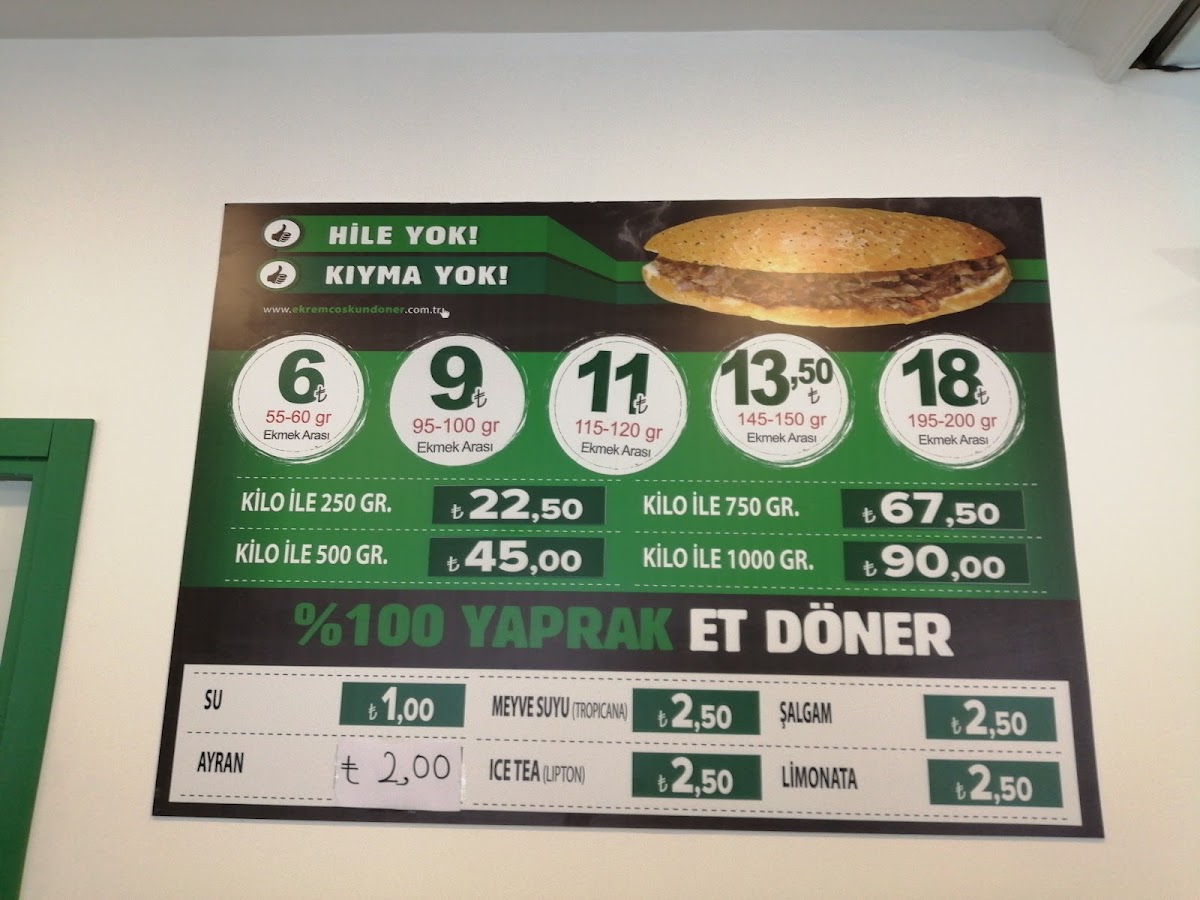 HİLE YOK!
KIYMA YOK!
www.ekremcoskundoner.com.tr
6 ₺
55-60 gr
Ekmek Arası
9 ₺
95-100 gr
Ekmek Arası
11 ₺
115-120 gr
Ekmek Arası
13,50 ₺
145-150 gr
Ekmek Arası
18 ₺
195-200 gr
Ekmek Arası
KİLO İLE 250 GR. ₺ 22,50
KİLO İLE 750 GR. ₺ 67,50
KİLO İLE 500 GR. ₺ 45,00
KİLO İLE 1000 GR. ₺ 90,00
%100 YAPRAK ET DÖNER
SU ₺ 1,00
MEYVE SUYU (TROPICANA) ₺ 2,50
ŞALGAM ₺ 2,50
AYRAN ₺ 2,00
ICE TEA (LIPTON) ₺ 2,50
LİMONATA ₺ 2,50